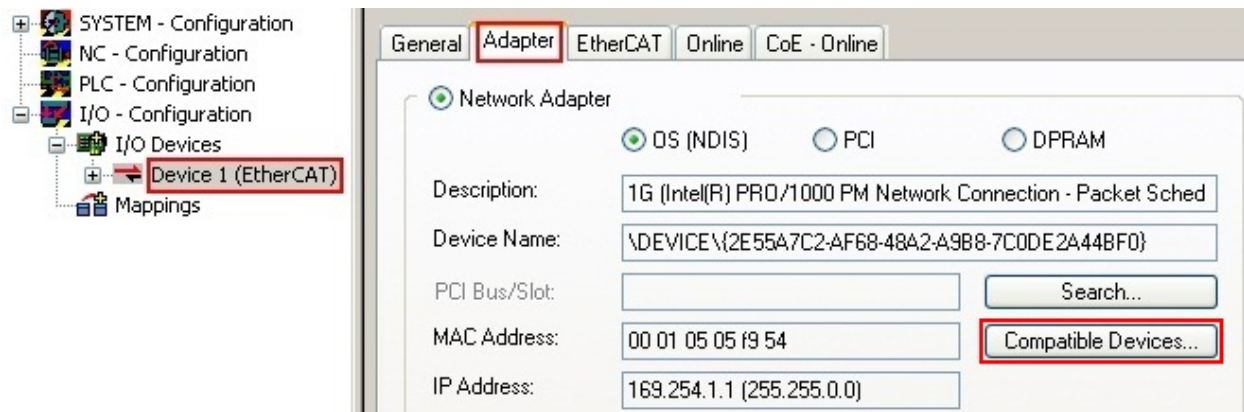 SYSTEM - Configuration
NC - Configuration
PLC - Configuration
I/O - Configuration
I/O Devices
Device 1 (EtherCAT)
Mappings
General Adapter EtherCAT Online CoE - Online
Network Adapter
OS (NDIS) PCI DPRAM
Description: 1G (Intel(R) PRO/1000 PM Network Connection - Packet Sched
Device Name: \DEVICE\{2E55A7C2-AF68-48A2-A9B8-7C0DE2A44BF0}
PCI Bus/Slot: Search...
MAC Address: 00 01 05 05 f9 54 Compatible Devices...
IP Address: 169.254.1.1 (255.255.0.0)